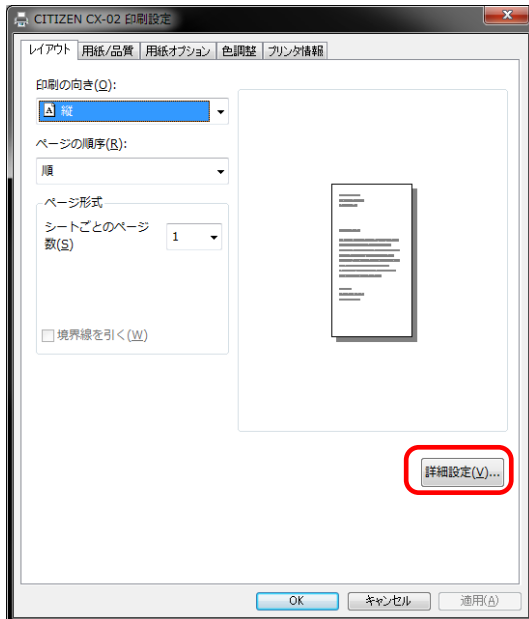 CITIZEN CX-02 印刷設定
レイアウト 用紙/品質 用紙オプション 色調整 プリンタ情報
印刷の向き(O):
A 縦
ページの順序(R):
順
ページ形式
シートごとのページ
数(S)
1
境界線を引く(W)
詳細設定(V)...
OK キャンセル 適用(A)